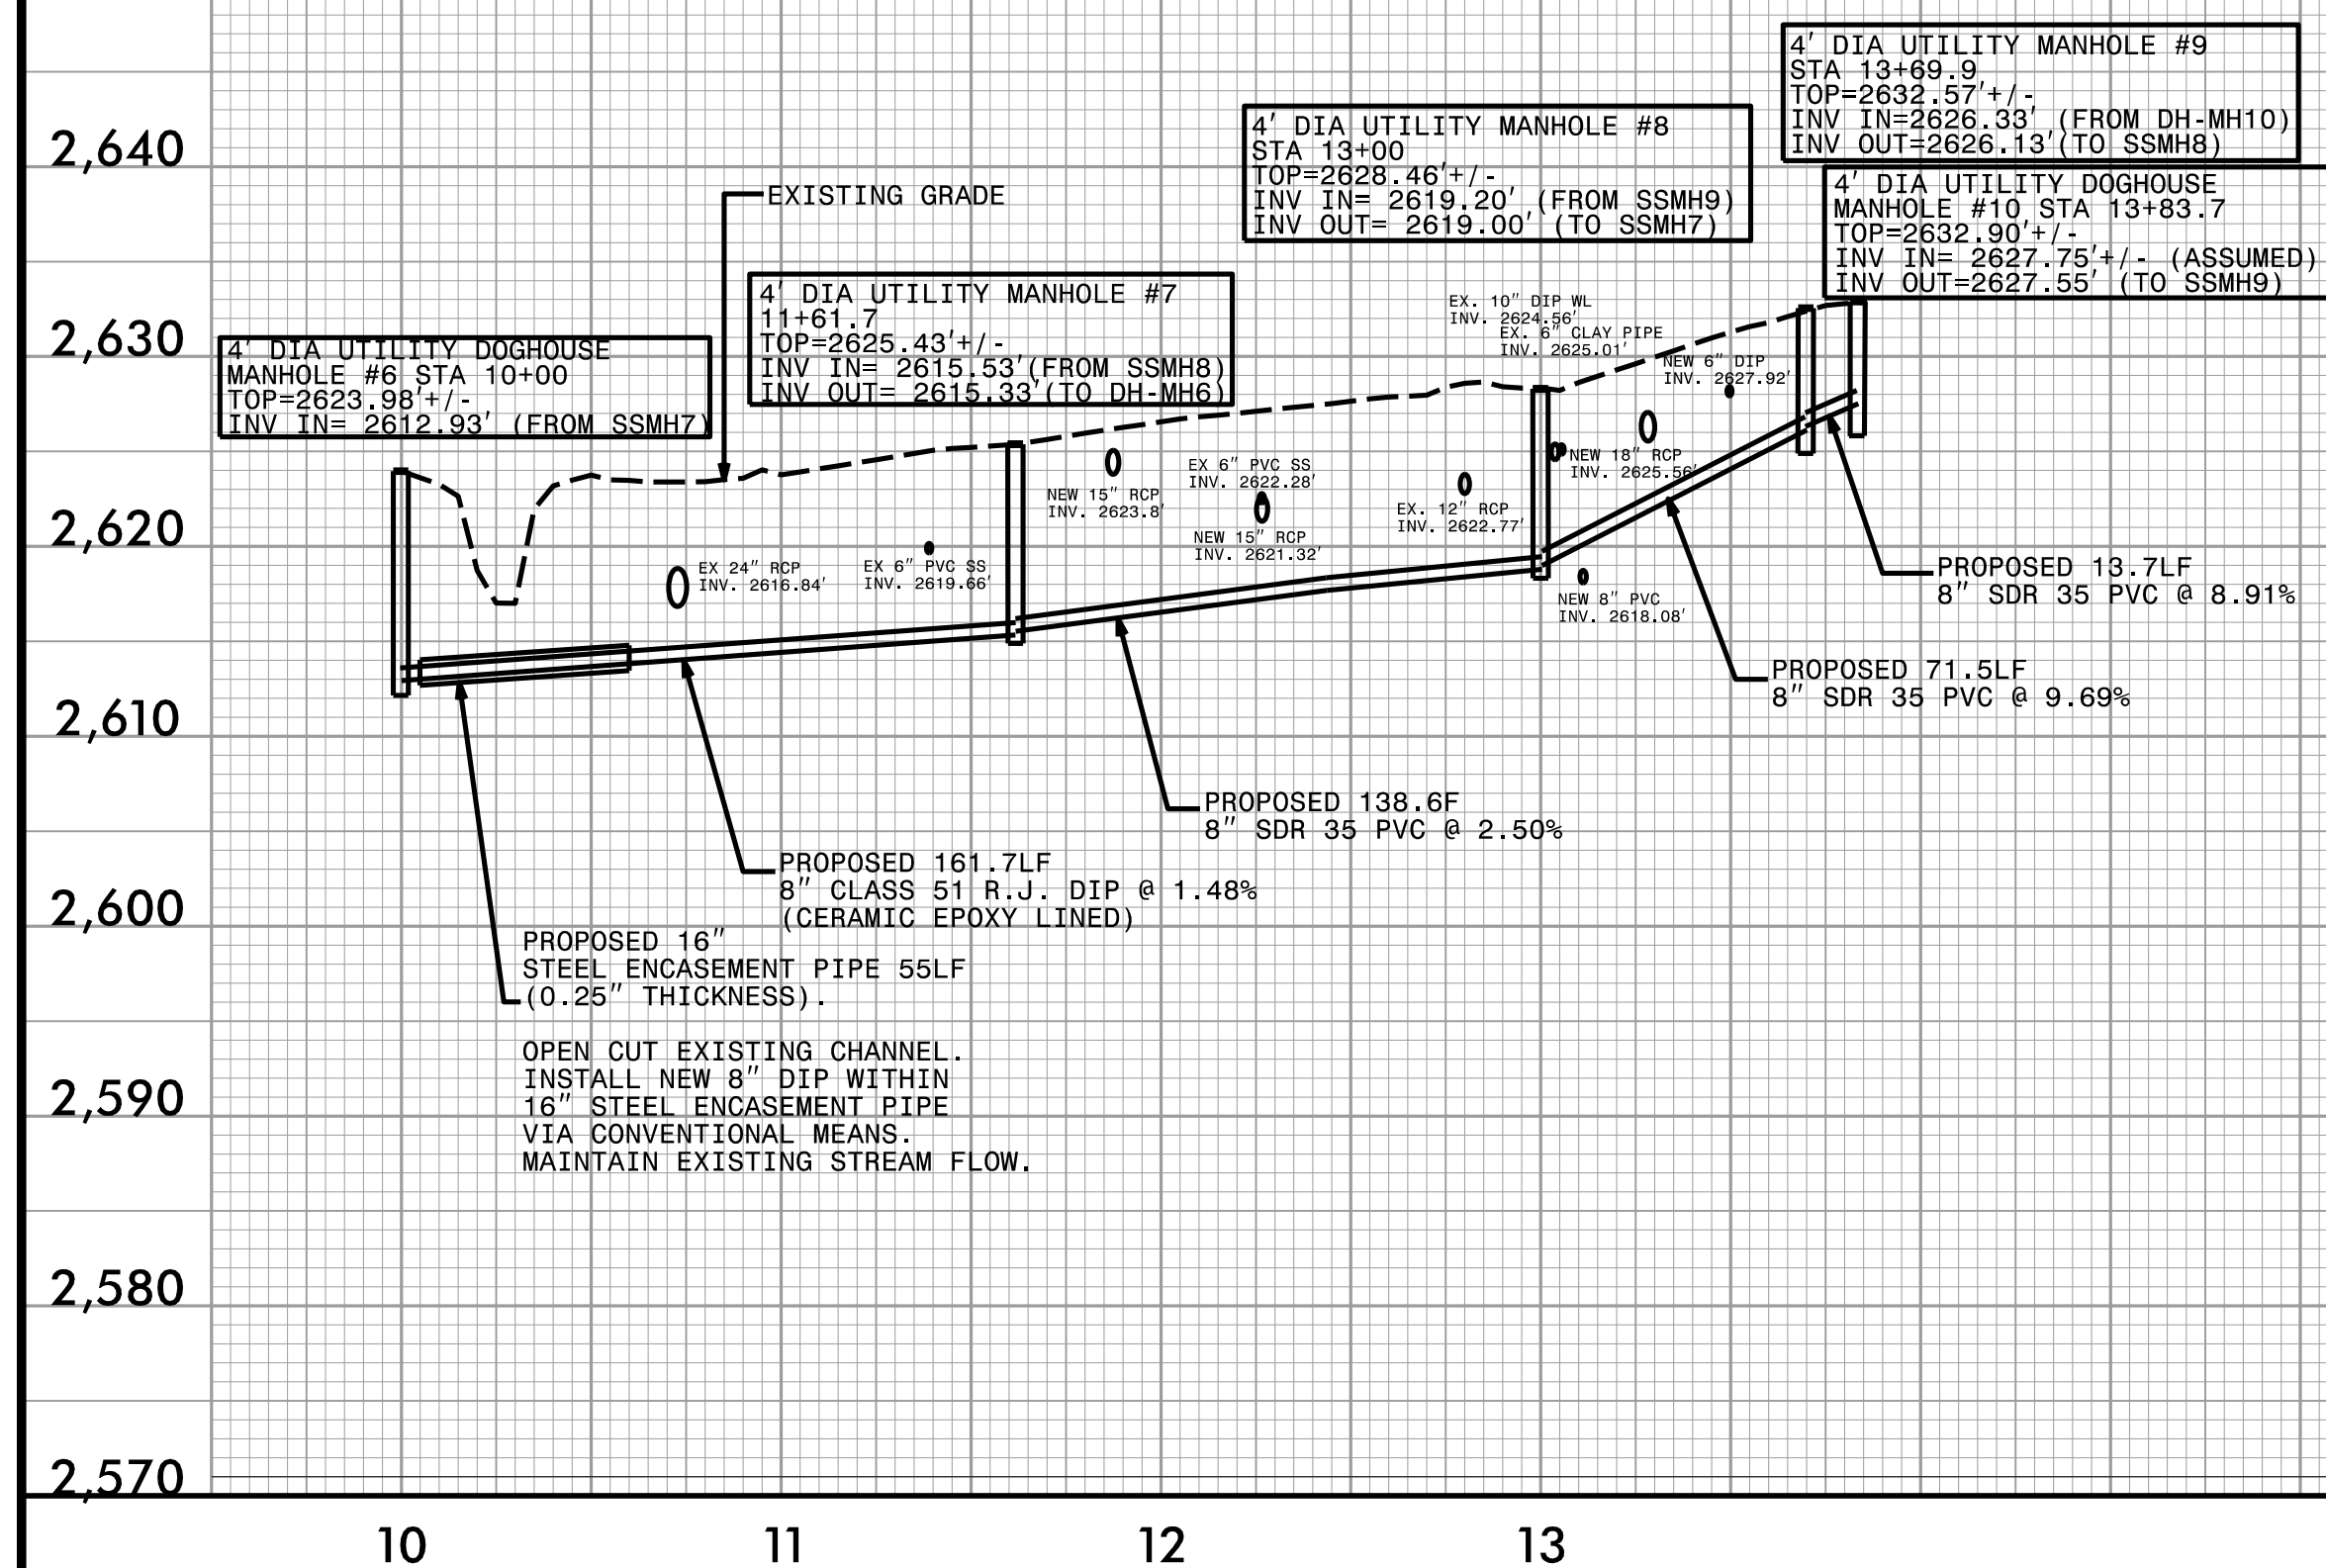 4' DIA UTILITY MANHOLE #9
STA 13+69.9
TOP=2632.57'+/-
INV IN=2626.33' (FROM DH-MH10)
INV OUT=2626.13'(TO SSMH8)
4' DIA UTILITY MANHOLE #8
STA 13+00
TOP=2628.46'+/-
INV IN= 2619.20' (FROM SSMH9)
INV OUT= 2619.00' (TO SSMH7)
4' DIA UTILITY DOGHOUSE
MANHOLE #10 STA 13+83.7
TOP=2632.90'+/-
INV IN= 2627.75'+/- (ASSUMED)
INV OUT=2627.55' (TO SSMH9)
2,640
EXISTING GRADE
4' DIA UTILITY MANHOLE #7
11+61.7
TOP=2625.43'+/-
INV IN= 2615.53'(FROM SSMH8)
INV OUT= 2615.33'(TO DH-MH6)
EX. 10" DIP WL
INV. 2624.56'
EX. 6" CLAY PIPE
INV. 2625.01'
2,630
4' DIA UTILITY DOGHOUSE
MANHOLE #6 STA 10+00
TOP=2623.98'+/-
INV IN= 2612.93' (FROM SSMH7)
NEW 6" DIP
INV. 2627.92'
NEW 18" RCP
INV. 2625.56'
EX 6" PVC SS
INV. 2622.28'
NEW 15" RCP
INV. 2623.8'
EX. 12" RCP
INV. 2622.77'
2,620
NEW 15" RCP
INV. 2621.32'
EX 24" RCP
INV. 2616.84'
EX 6" PVC SS
INV. 2619.66'
PROPOSED 13.7LF
8" SDR 35 PVC @ 8.91%
NEW 8" PVC
INV. 2618.08'
PROPOSED 71.5LF
8" SDR 35 PVC @ 9.69%
2,610
PROPOSED 138.6F
8" SDR 35 PVC @ 2.50%
PROPOSED 161.7LF
8" CLASS 51 R.J. DIP @ 1.48%
(CERAMIC EPOXY LINED)
2,600
PROPOSED 16"
STEEL ENCASEMENT PIPE 55LF
(0.25" THICKNESS).
OPEN CUT EXISTING CHANNEL.
INSTALL NEW 8" DIP WITHIN
16" STEEL ENCASEMENT PIPE
VIA CONVENTIONAL MEANS.
MAINTAIN EXISTING STREAM FLOW.
2,590
2,580
2,570
10 11 12 13